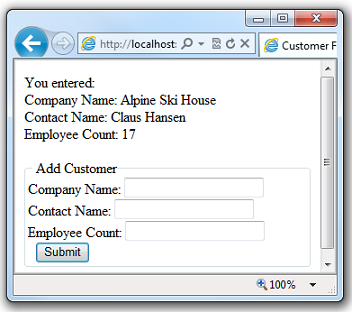 http://localhost:
Customer F
You entered:
Company Name: Alpine Ski House
Contact Name: Claus Hansen
Employee Count: 17
Add Customer
Company Name:
Contact Name:
Employee Count:
Submit
100%